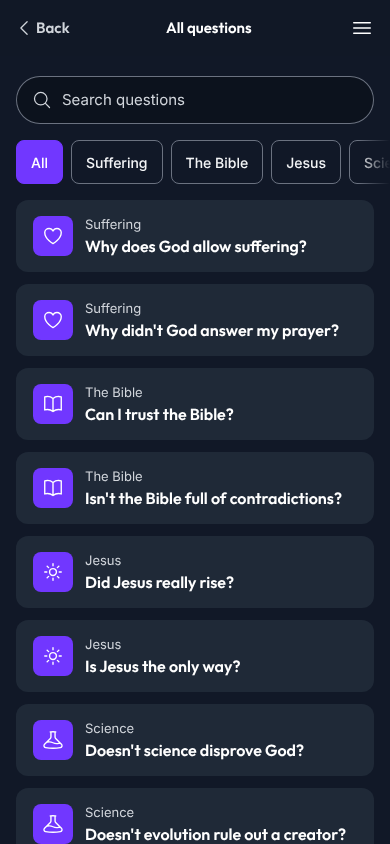 Back
All questions
Search questions
All
Suffering
The Bible
Jesus
Suffering
Why does God allow suffering?
Suffering
Why didn't God answer my prayer?
The Bible
Can I trust the Bible?
The Bible
Isn't the Bible full of contradictions?
Jesus
Did Jesus really rise?
Jesus
Is Jesus the only way?
Science
Doesn't science disprove God?
Science
Doesn't evolution rule out a creator?